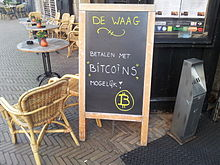 DE WAAG
BETALEN MET
BITCOINS
MOGELIJK!
B